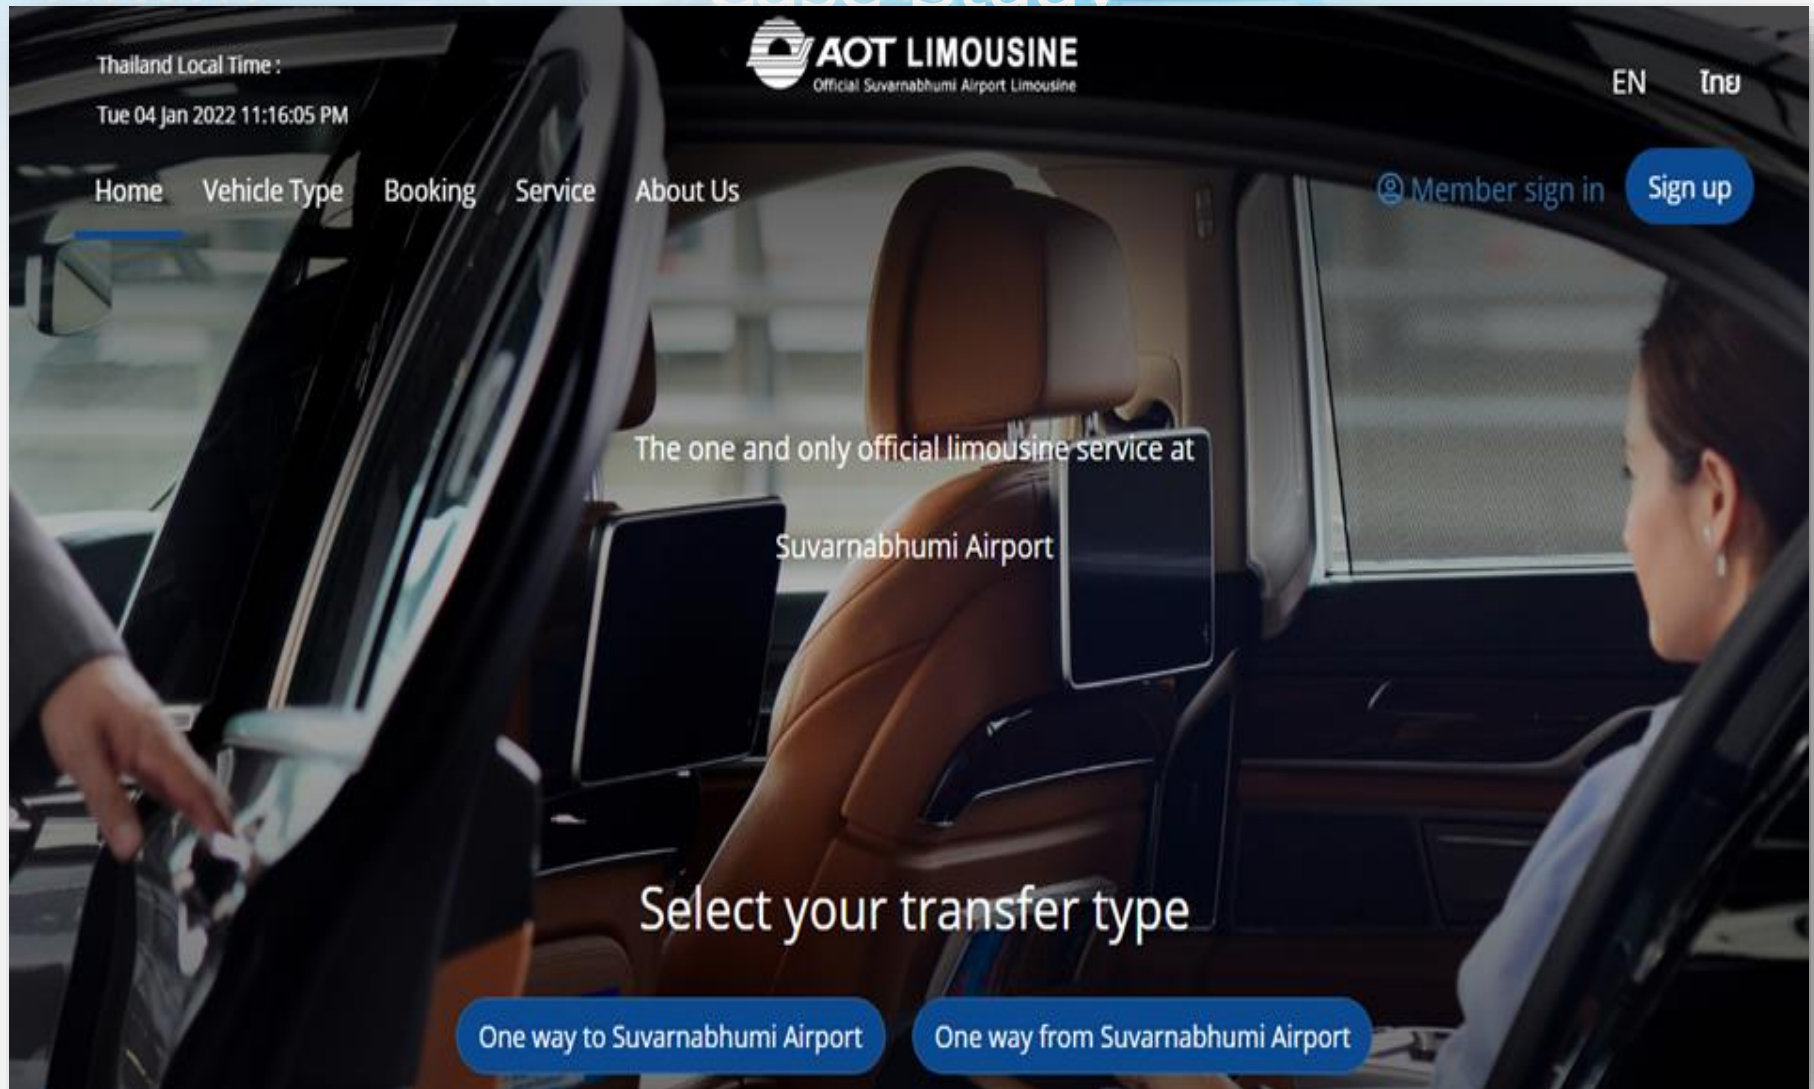 Case Study
AOT LIMOUSINE
Official Suvarnabhumi Airport Limousine
Thailand Local Time :
Tue 04 Jan 2022 11:16:05 PM
EN ไทย
Home Vehicle Type Booking Service About Us
Member sign in Sign up
The one and only official limousine service at
Suvarnabhumi Airport
Select your transfer type
One way to Suvarnabhumi Airport One way from Suvarnabhumi Airport